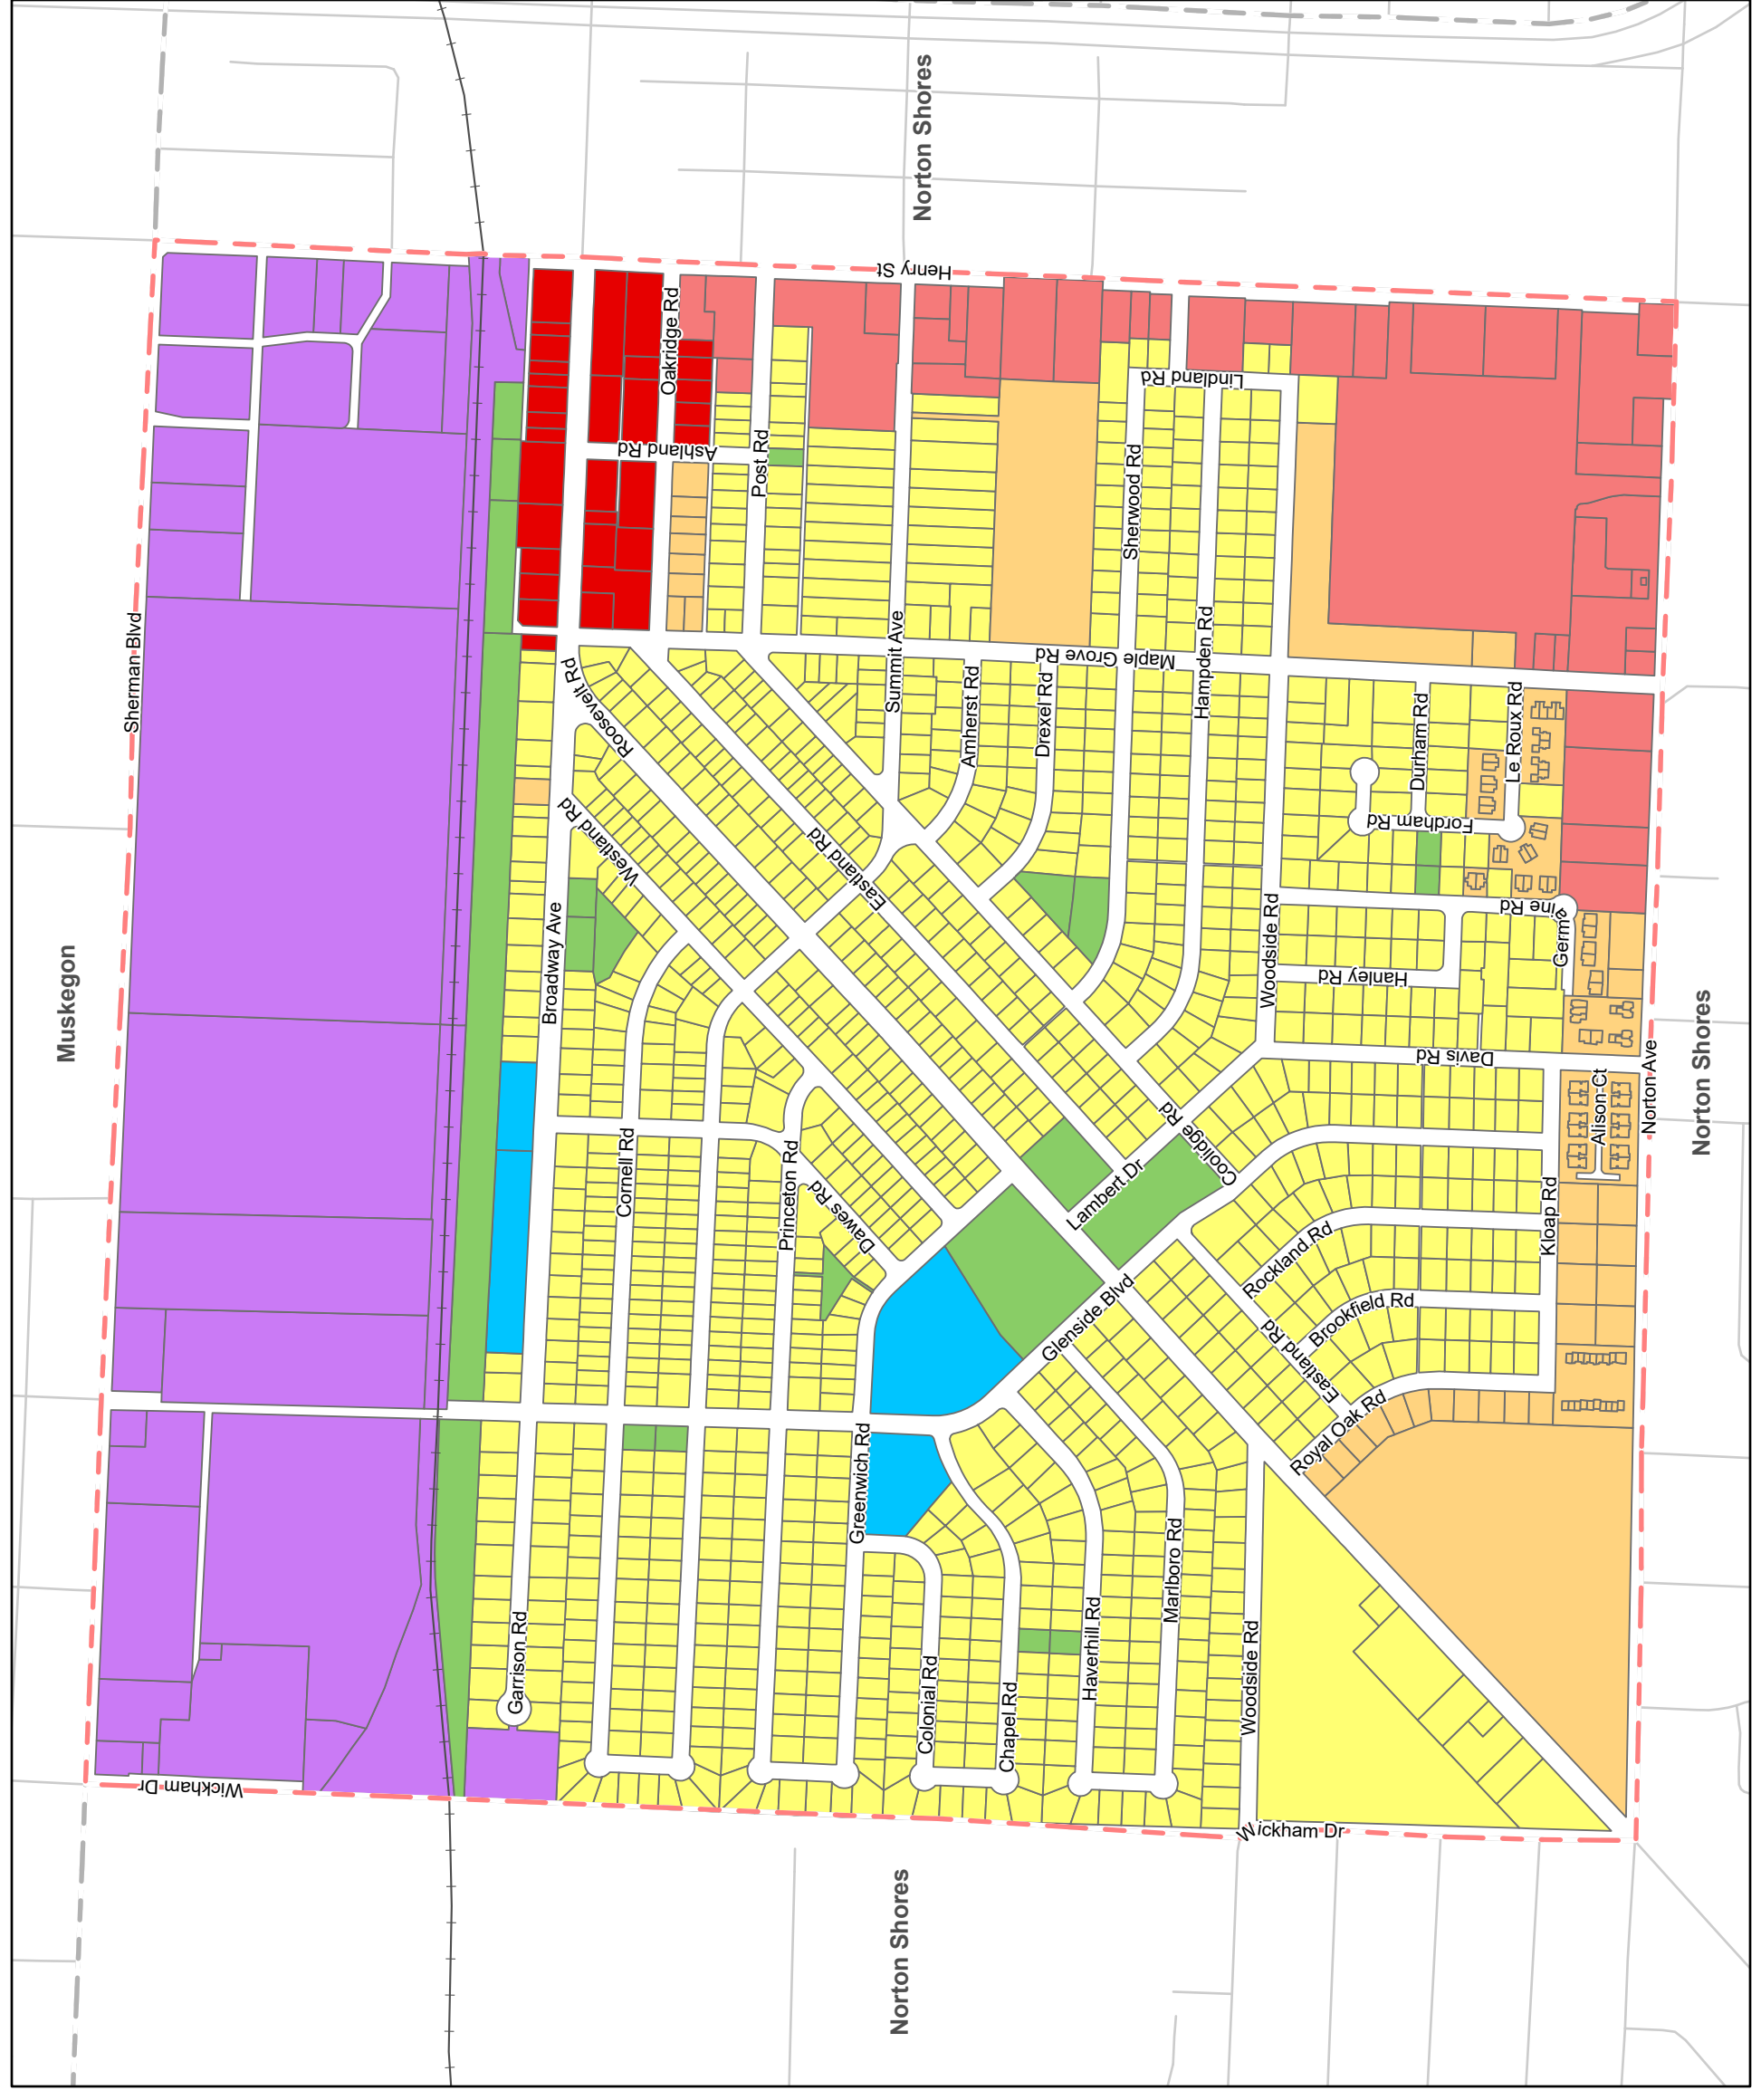 Norton Shores
Henry St
Oakridge Rd
Lindland Rd
Ashland Rd
Post Rd
Sherwood Rd
Sherman Blvd
Summit Ave
Maple Grove Rd
Hampden Rd
Roosevelt Rd
Amherst Rd
Drexel Rd
Durham Rd
Le Roux Rd
Westland Rd
Eastland Rd
Fordham Rd
Muskegon
Broadway Ave
Woodside Rd
Germaine Rd
Hanley Rd
Norton Shores
Davis Rd
Norton Ave
Alison Ct
Coolidge Rd
Cornell Rd
Princeton Rd
Dawes Rd
Lambert Dr
Kloap Rd
Rockland Rd
Glenside Blvd
Brookfield Rd
Eastland Rd
Royal Oak Rd
Greenwich Rd
Marlboro Rd
Garrison Rd
Haverhill Rd
Colonial Rd
Chapel Rd
Woodside Rd
Wickham Dr
Wickham Dr
Norton Shores